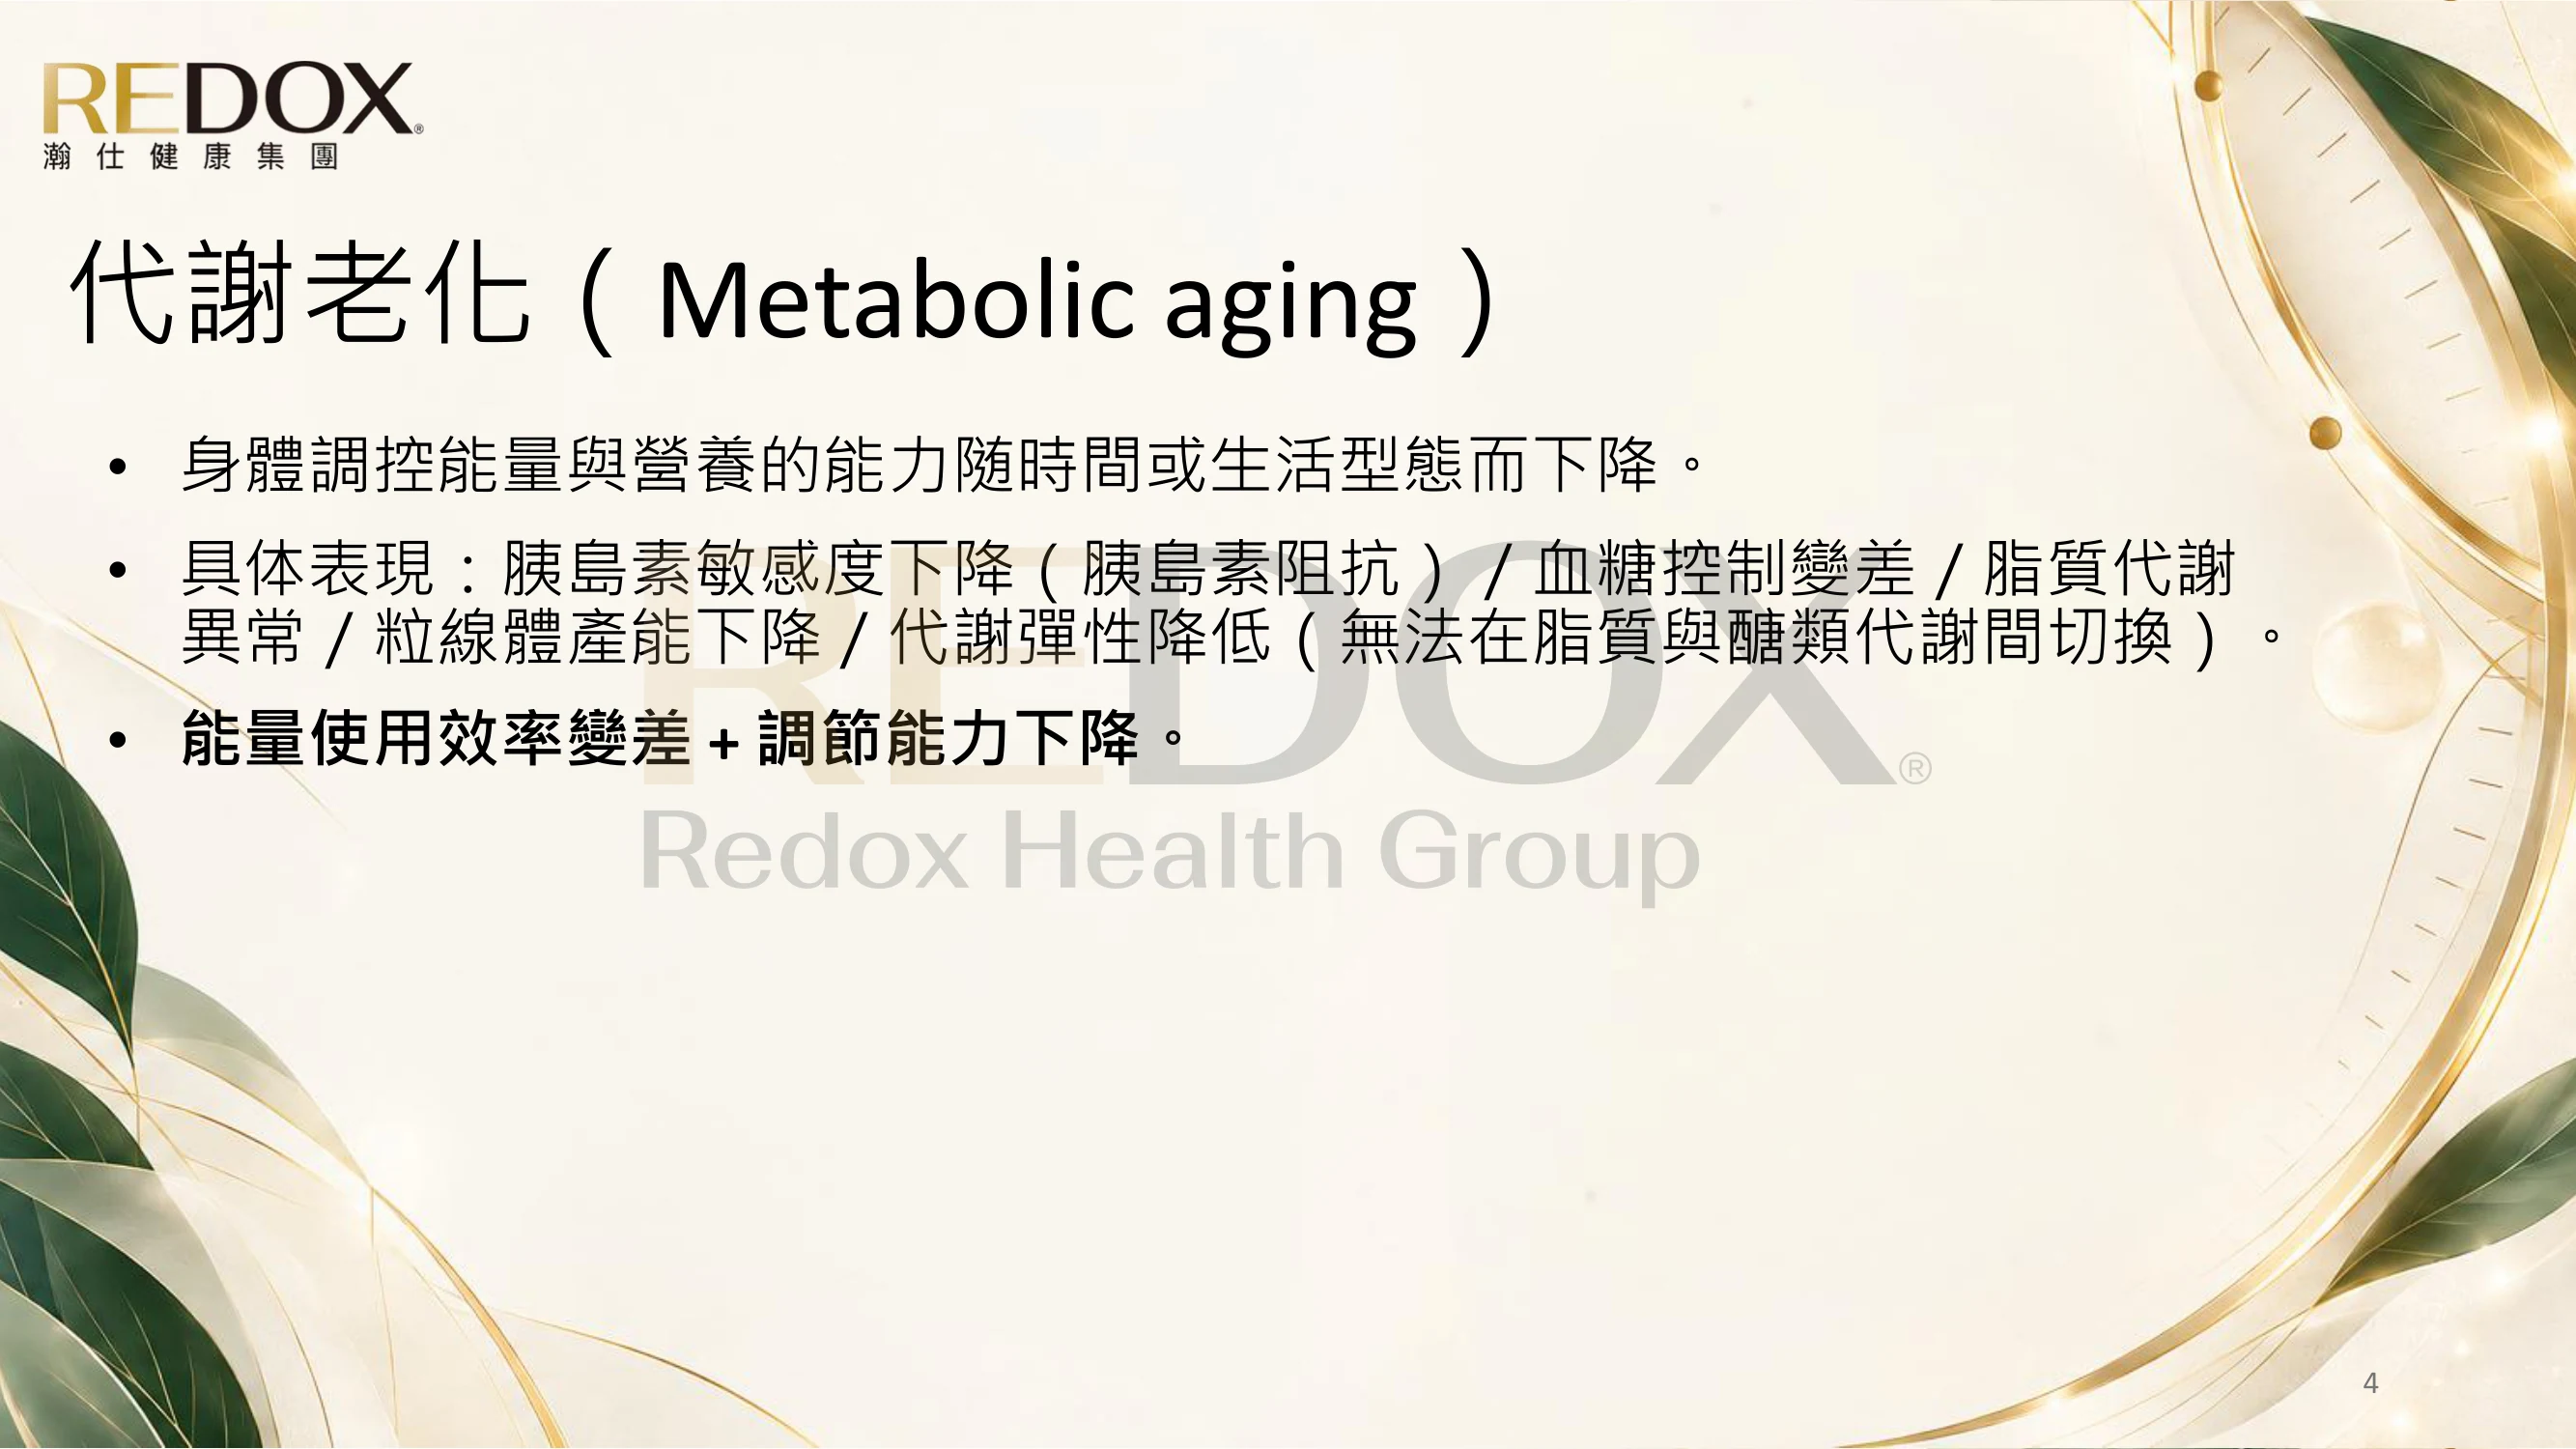 REDOX®
瀚仕健康集團
代謝老化（Metabolic aging）
• 身體調控能量與營養的能力随時間或生活型態而下降。
• 具体表現：胰島素敏感度下降（胰島素阻抗）/ 血糖控制變差 / 脂質代謝
異常 / 粒線體產能下降 / 代謝彈性降低（無法在脂質與醣類代謝間切換）。
• 能量使用效率變差 + 調節能力下降。
REDOX®
Redox Health Group
4